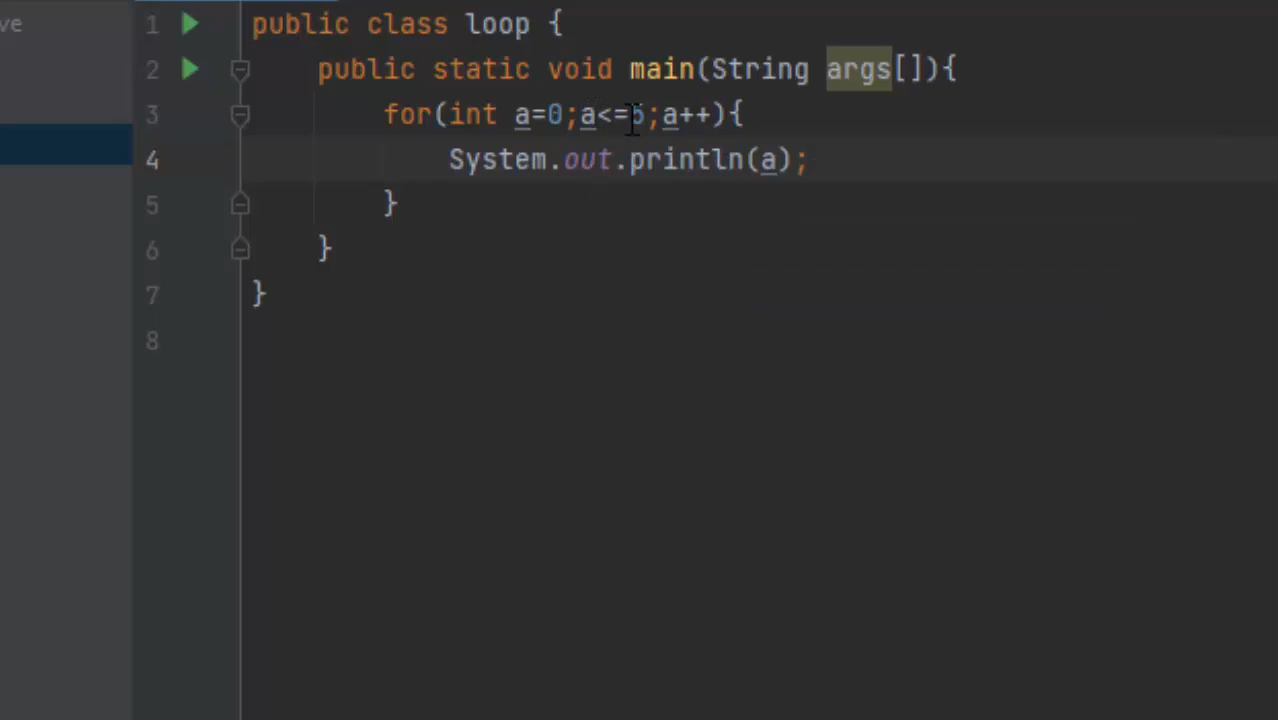 ve
1 public class loop {
2 public static void main(String args[]){
3 for(int a=0;a<=5;a++){
4 System.out.println(a);
5 }
6 }
7 }
8